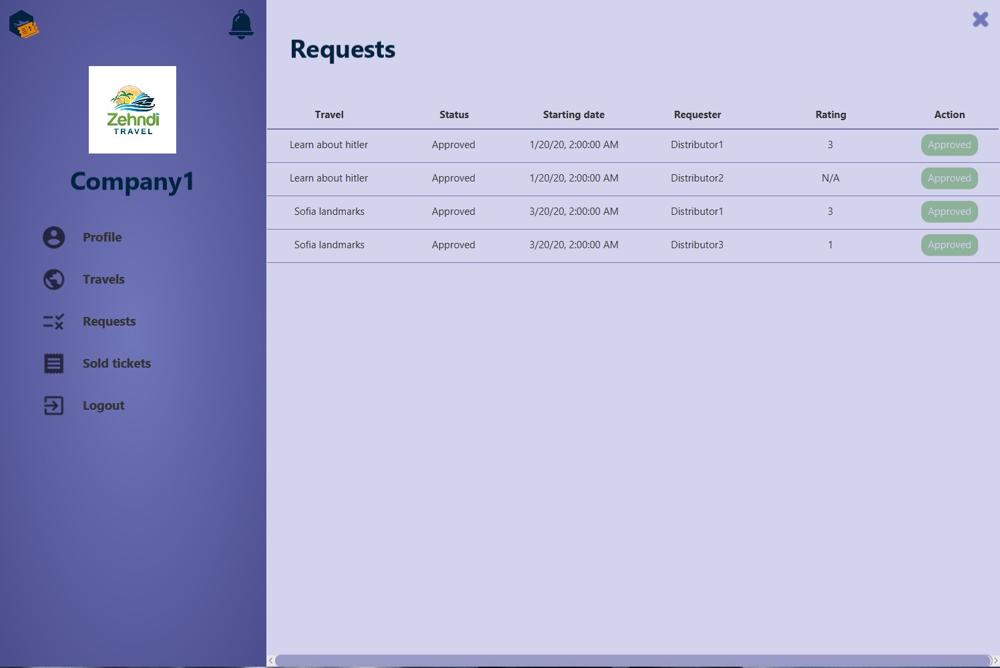 Zehndi
TRAVEL
Company1
Profile
Travels
Requests
Sold tickets
Logout
Requests
Travel Status Starting date Requester Rating Action
Learn about hitler Approved 1/20/20, 2:00:00 AM Distributor1 3 Approved
Learn about hitler Approved 1/20/20, 2:00:00 AM Distributor2 N/A Approved
Sofia landmarks Approved 3/20/20, 2:00:00 AM Distributor1 3 Approved
Sofia landmarks Approved 3/20/20, 2:00:00 AM Distributor3 1 Approved